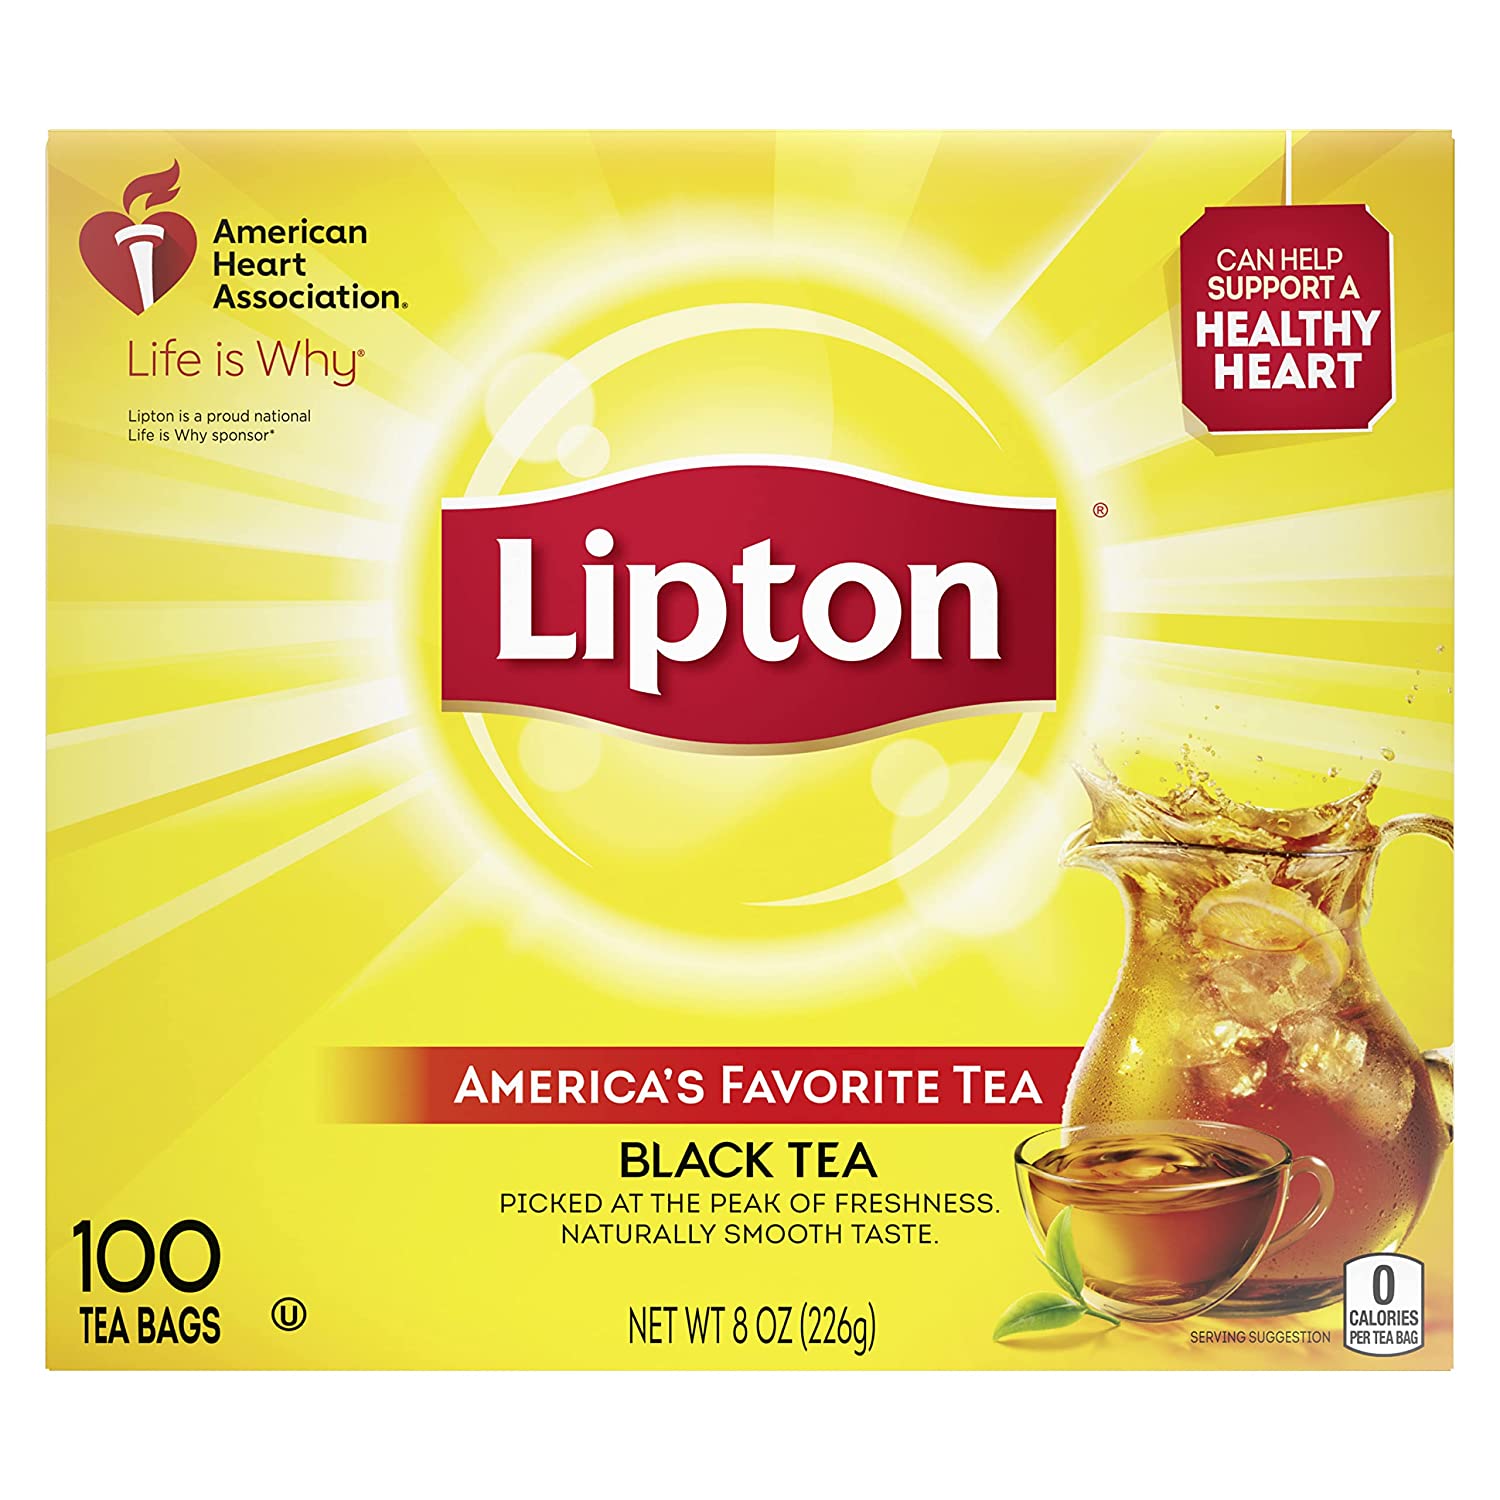 American
Heart
Association®
Life is Why®
Lipton is a proud national
Life is Why sponsor*
CAN HELP
SUPPORT A
HEALTHY
HEART
Lipton®
AMERICA'S FAVORITE TEA
BLACK TEA
PICKED AT THE PEAK OF FRESHNESS.
NATURALLY SMOOTH TASTE.
100
TEA BAGS
U
NET WT 8 OZ (226g)
SERVING SUGGESTION
0
CALORIES
PER TEA BAG